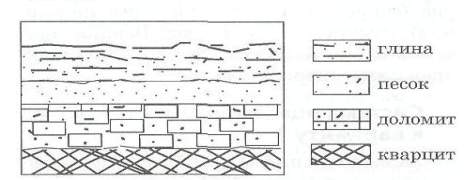 глина
песок
доломит
кварцит